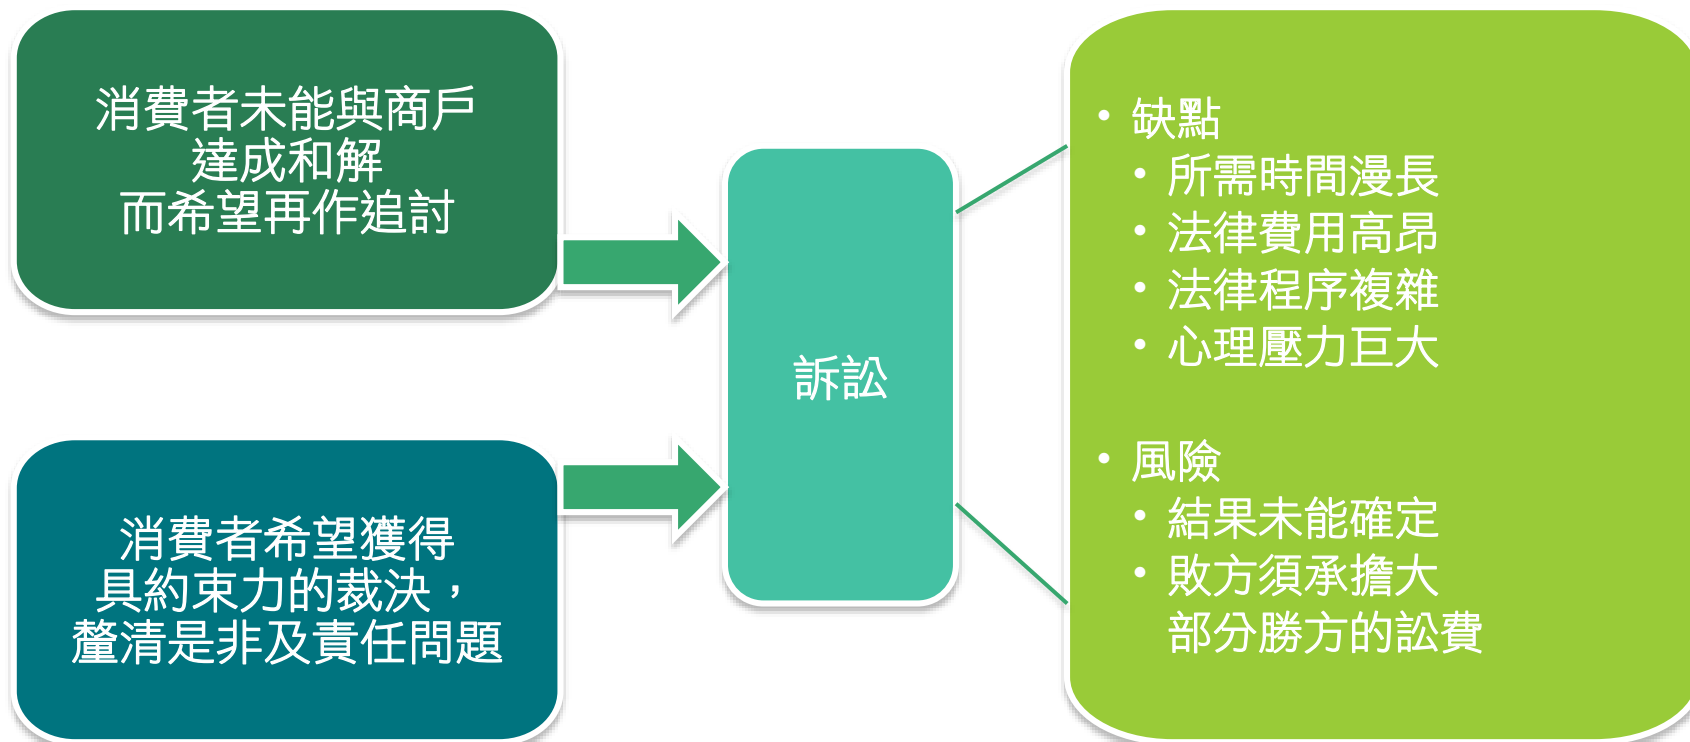 消費者未能與商戶
達成和解
而希望再作追討
消費者希望獲得
具約束力的裁決，
釐清是非及責任問題
訴訟
• 缺點
• 所需時間漫長
• 法律費用高昂
• 法律程序複雜
• 心理壓力巨大
• 風險
• 結果未能確定
• 敗方須承擔大
部分勝方的訟費